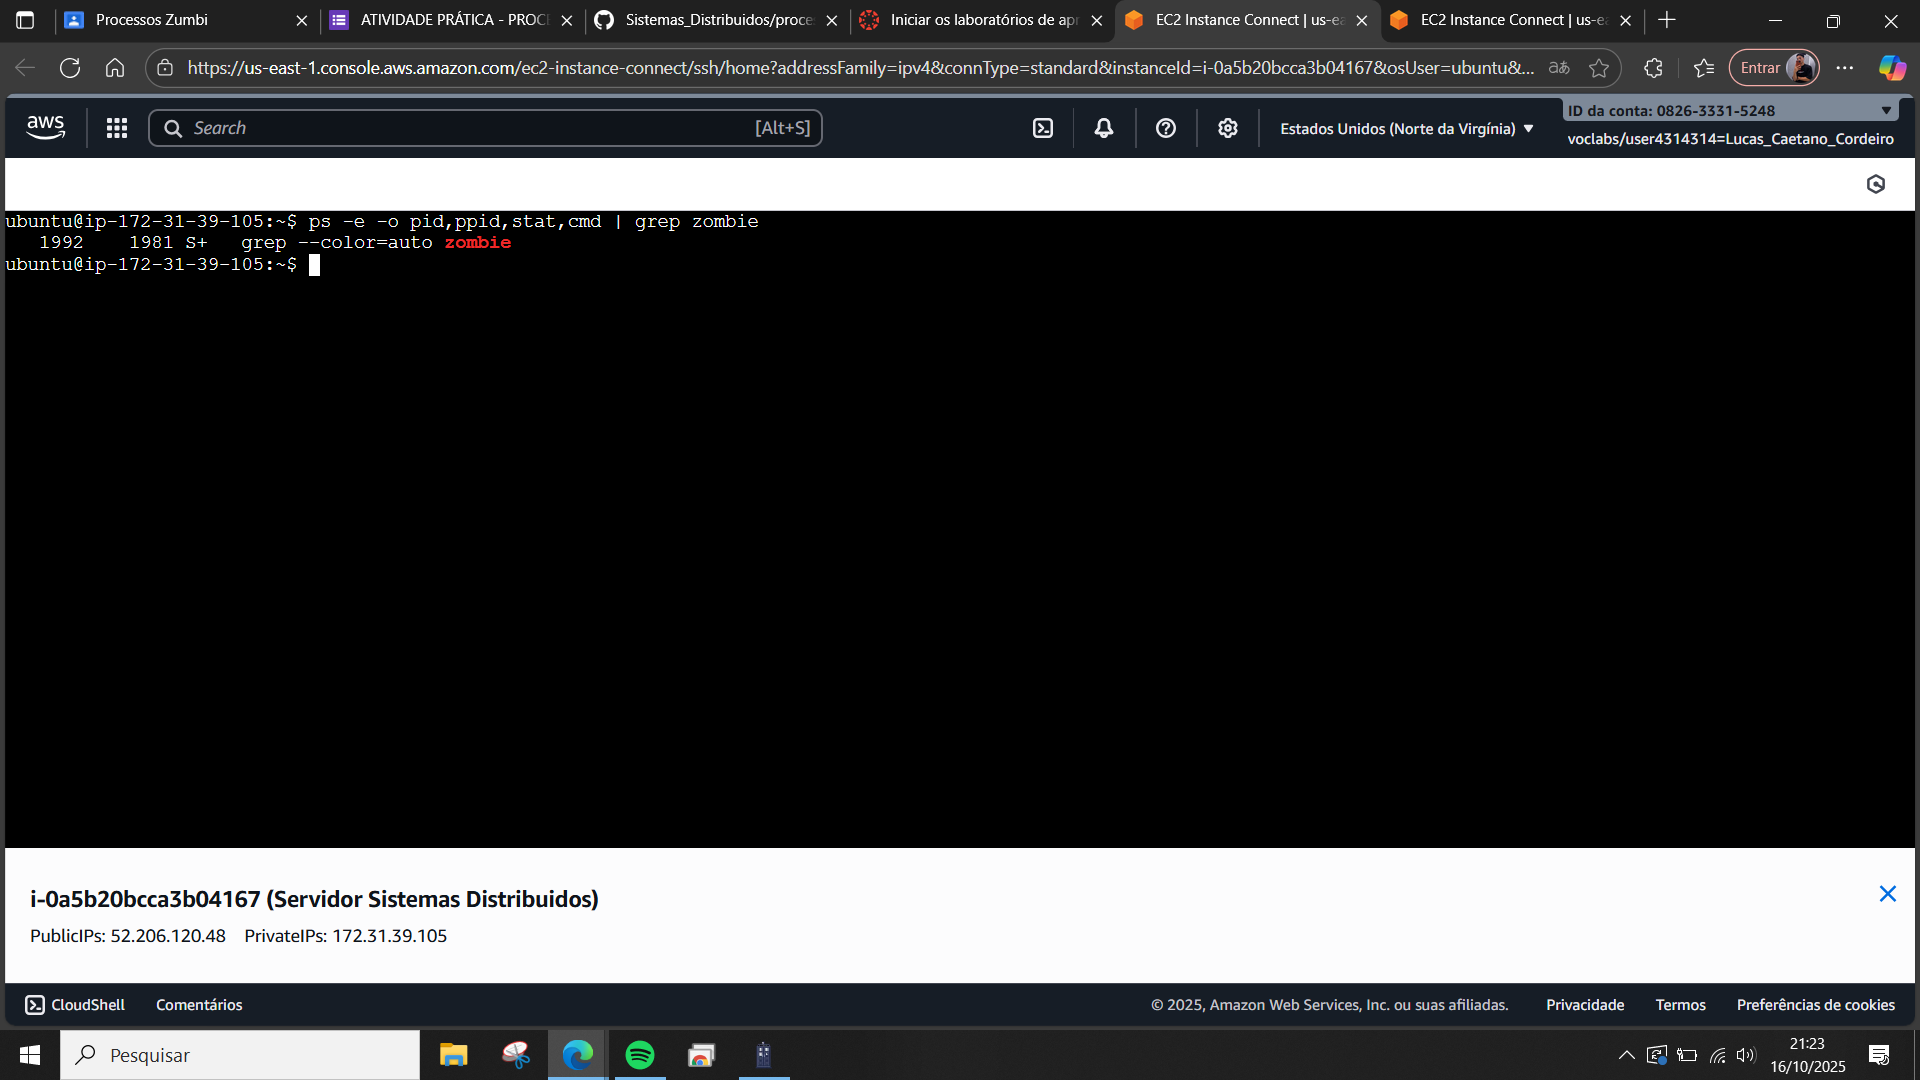 Processos Zumbi
ATIVIDADE PRÁTICA - PROCE
Sistemas_Distribuidos/proces
Iniciar os laboratórios de apr
EC2 Instance Connect | us-ea
EC2 Instance Connect | us-ea
https://us-east-1.console.aws.amazon.com/ec2-instance-connect/ssh/home?addressFamily=ipv4&connType=standard&instanceId=i-0a5b20bcca3b04167&osUser=ubuntu&...
Entrar
aws
Search
[Alt+S]
Estados Unidos (Norte da Virgínia)
ID da conta: 0826-3331-5248
voclabs/user4314314=Lucas_Caetano_Cordeiro
ubuntu@ip-172-31-39-105:~$ ps -e -o pid,ppid,stat,cmd | grep zombie
1992 1981 S+ grep --color=auto zombie
ubuntu@ip-172-31-39-105:~$
i-0a5b20bcca3b04167 (Servidor Sistemas Distribuidos)
PublicIPs: 52.206.120.48 PrivateIPs: 172.31.39.105
CloudShell
Comentários
© 2025, Amazon Web Services, Inc. ou suas afiliadas.
Privacidade
Termos
Preferências de cookies
Pesquisar
21:23
16/10/2025